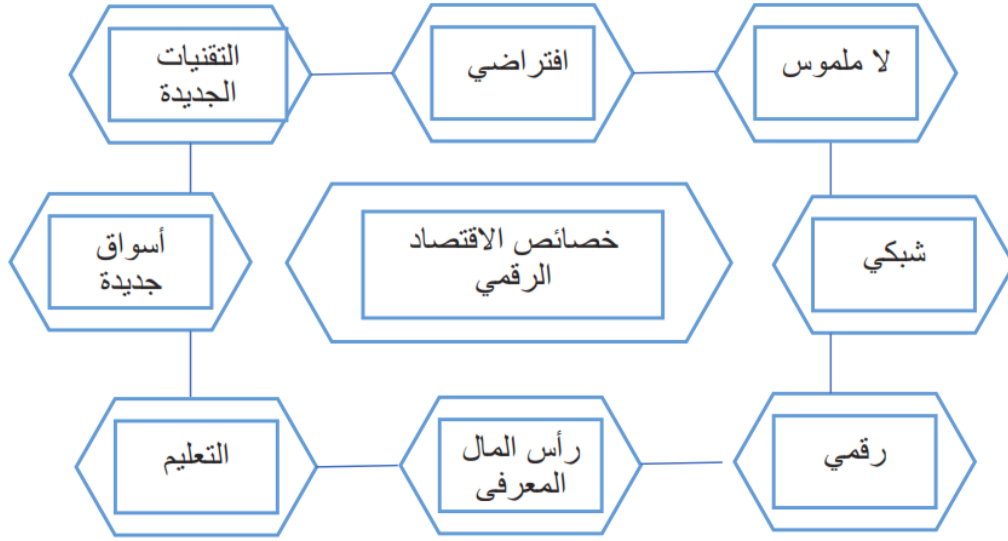 لا ملموس
افتراضي
التقنيات
الجديدة
شبكي
خصائص الاقتصاد
الرقمي
أسواق
جديدة
رقمي
رأس المال
المعرفى
التعليم